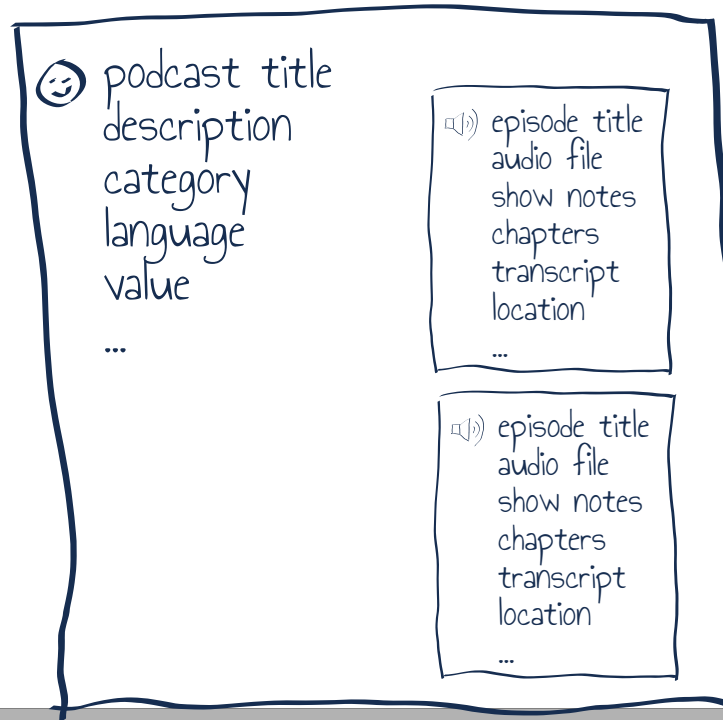 podcast title
description
category
language
value
...
episode title
audio file
show notes
chapters
transcript
location
...
episode title
audio file
show notes
chapters
transcript
location
...